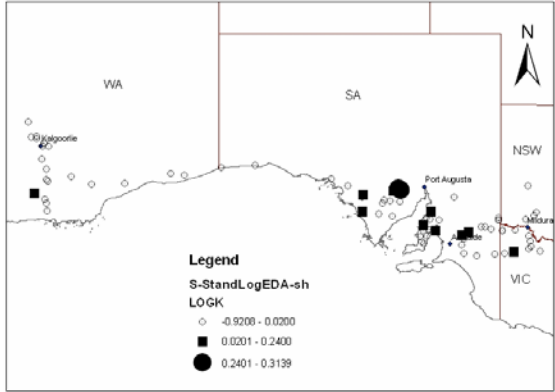 N
WA
SA
Kalgoorlie
NSW
Port Augusta
Mildura
VIC
Legend
S-StandLogEDA-sh
LOGK
-0.9208 - 0.0200
0.0201 - 0.2400
0.2401 - 0.3139